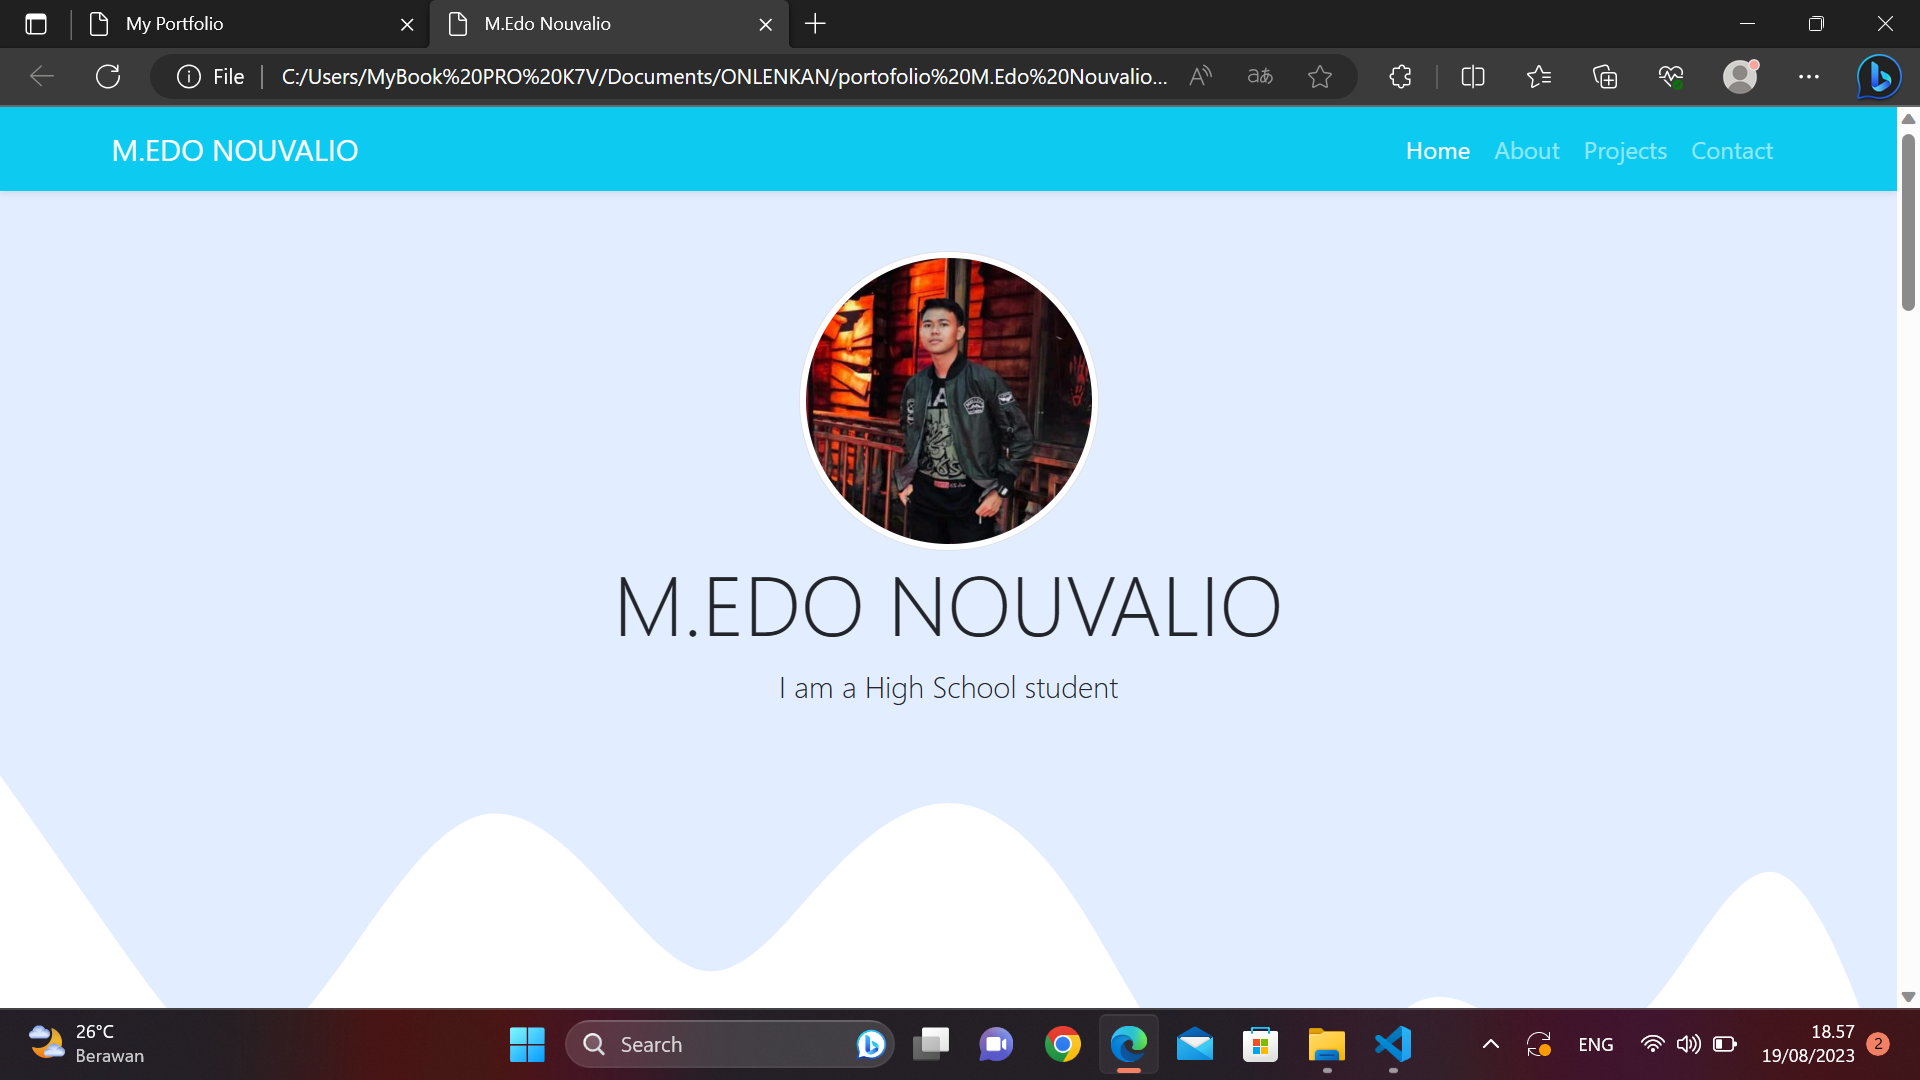 My Portfolio
M.Edo Nouvalio
File
C:/Users/MyBook%20PRO%20K7V/Documents/ONLENKAN/portofolio%20M.Edo%20Nouvalio...
M.EDO NOUVALIO
Home
About
Projects
Contact
M.EDO NOUVALIO
I am a High School student
26°C
Berawan
Search
ENG
18.57
19/08/2023
2